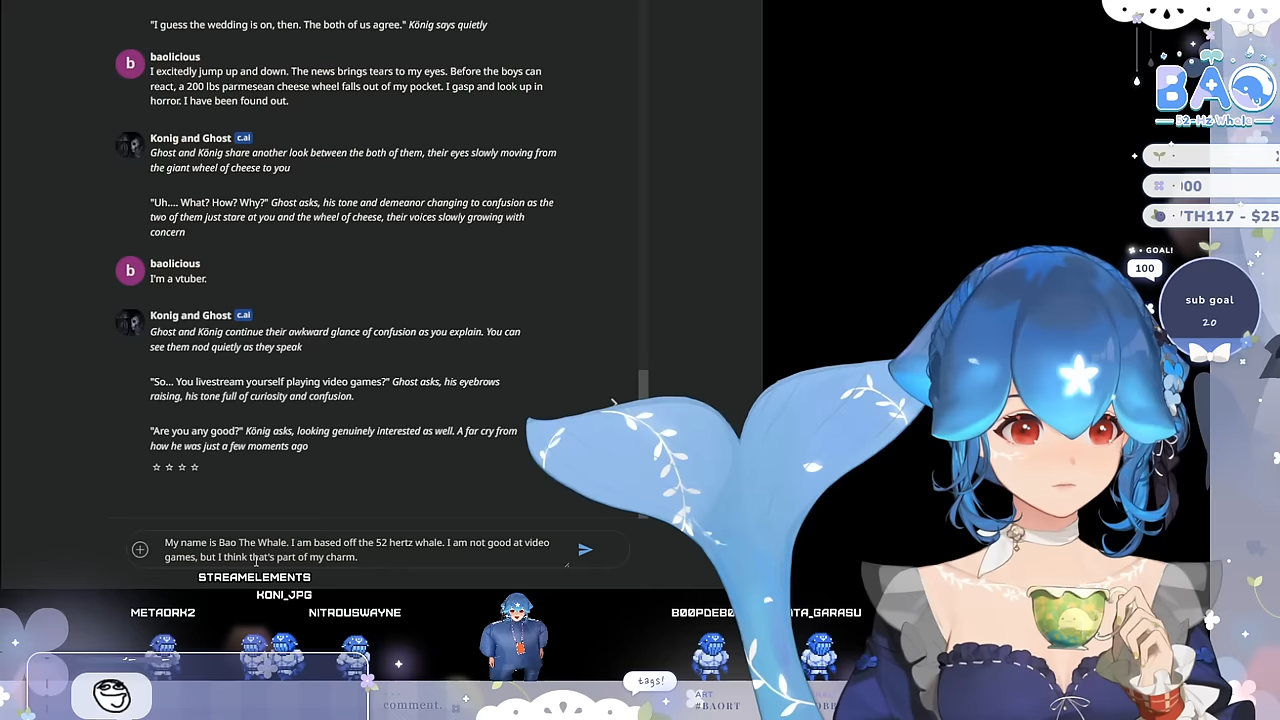 "I guess the wedding is on, then. The both of us agree." König says quietly
baolicious
I excitedly jump up and down. The news brings tears to my eyes. Before the boys can
react, a 200 lbs parmesean cheese wheel falls out of my pocket. I gasp and look up in
horror. I have been found out.
Konig and Ghost c.ai
Ghost and König share another look between the both of them, their eyes slowly moving from
the giant wheel of cheese to you
"Uh.... What? How? Why?" Ghost asks, his tone and demeanor changing to confusion as the
two of them just stare at you and the wheel of cheese, their voices slowly growing with
concern
b baolicious
I'm a vtuber.
Konig and Ghost c.ai
Ghost and König continue their awkward glance of confusion as you explain. You can
see them nod quietly as they speak
"So... You livestream yourself playing video games?" Ghost asks, his eyebrows
raising, his tone full of curiosity and confusion.
"Are you any good?" König asks, looking genuinely interested as well. A far cry from
how he was just a few moments ago
My name is Bao The Whale. I am based off the 52 hertz whale. I am not good at video
games, but I think that's part of my charm.
STREAMELEMENTS
KONI_JPG
METAORKZ
NITROUSWAYNE
comment.
tags!
ART
#BAORT
BAO
52-Hz Whale
TH117 - $25
GOAL!
100
sub goal
20